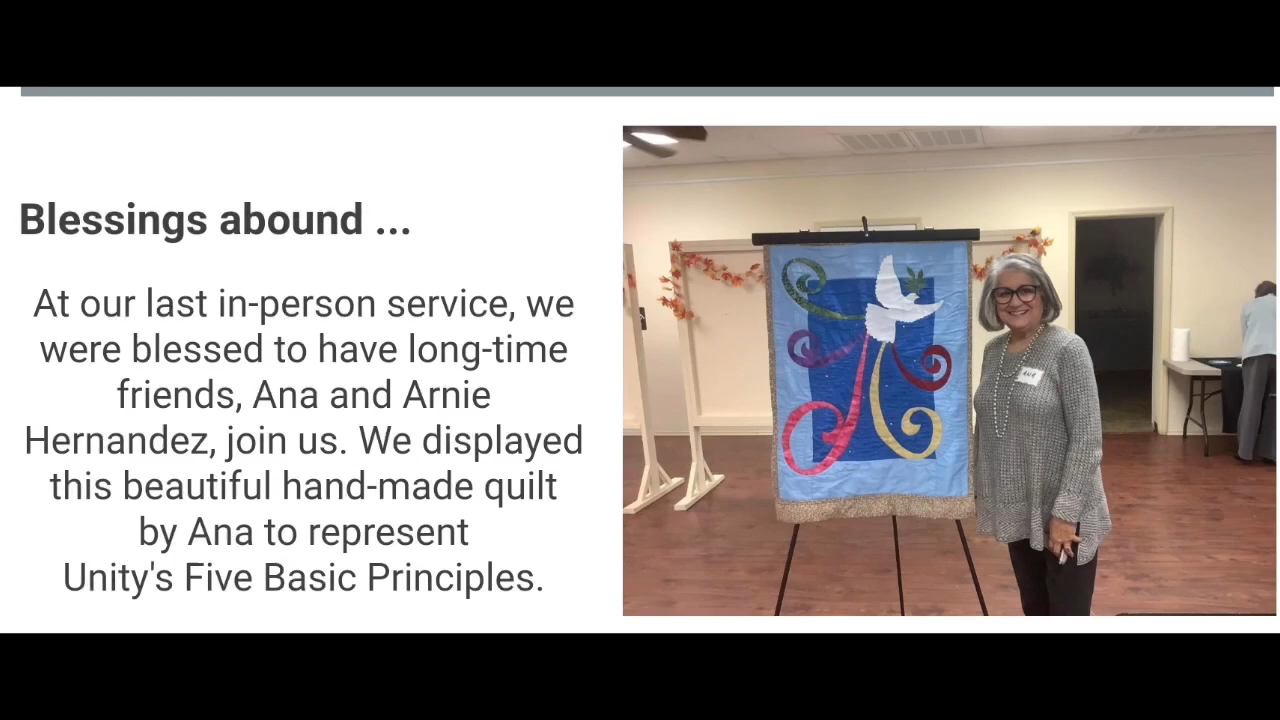 Blessings abound ...
At our last in-person service, we
were blessed to have long-time
friends, Ana and Arnie
Hernandez, join us. We displayed
this beautiful hand-made quilt
by Ana to represent
Unity's Five Basic Principles.